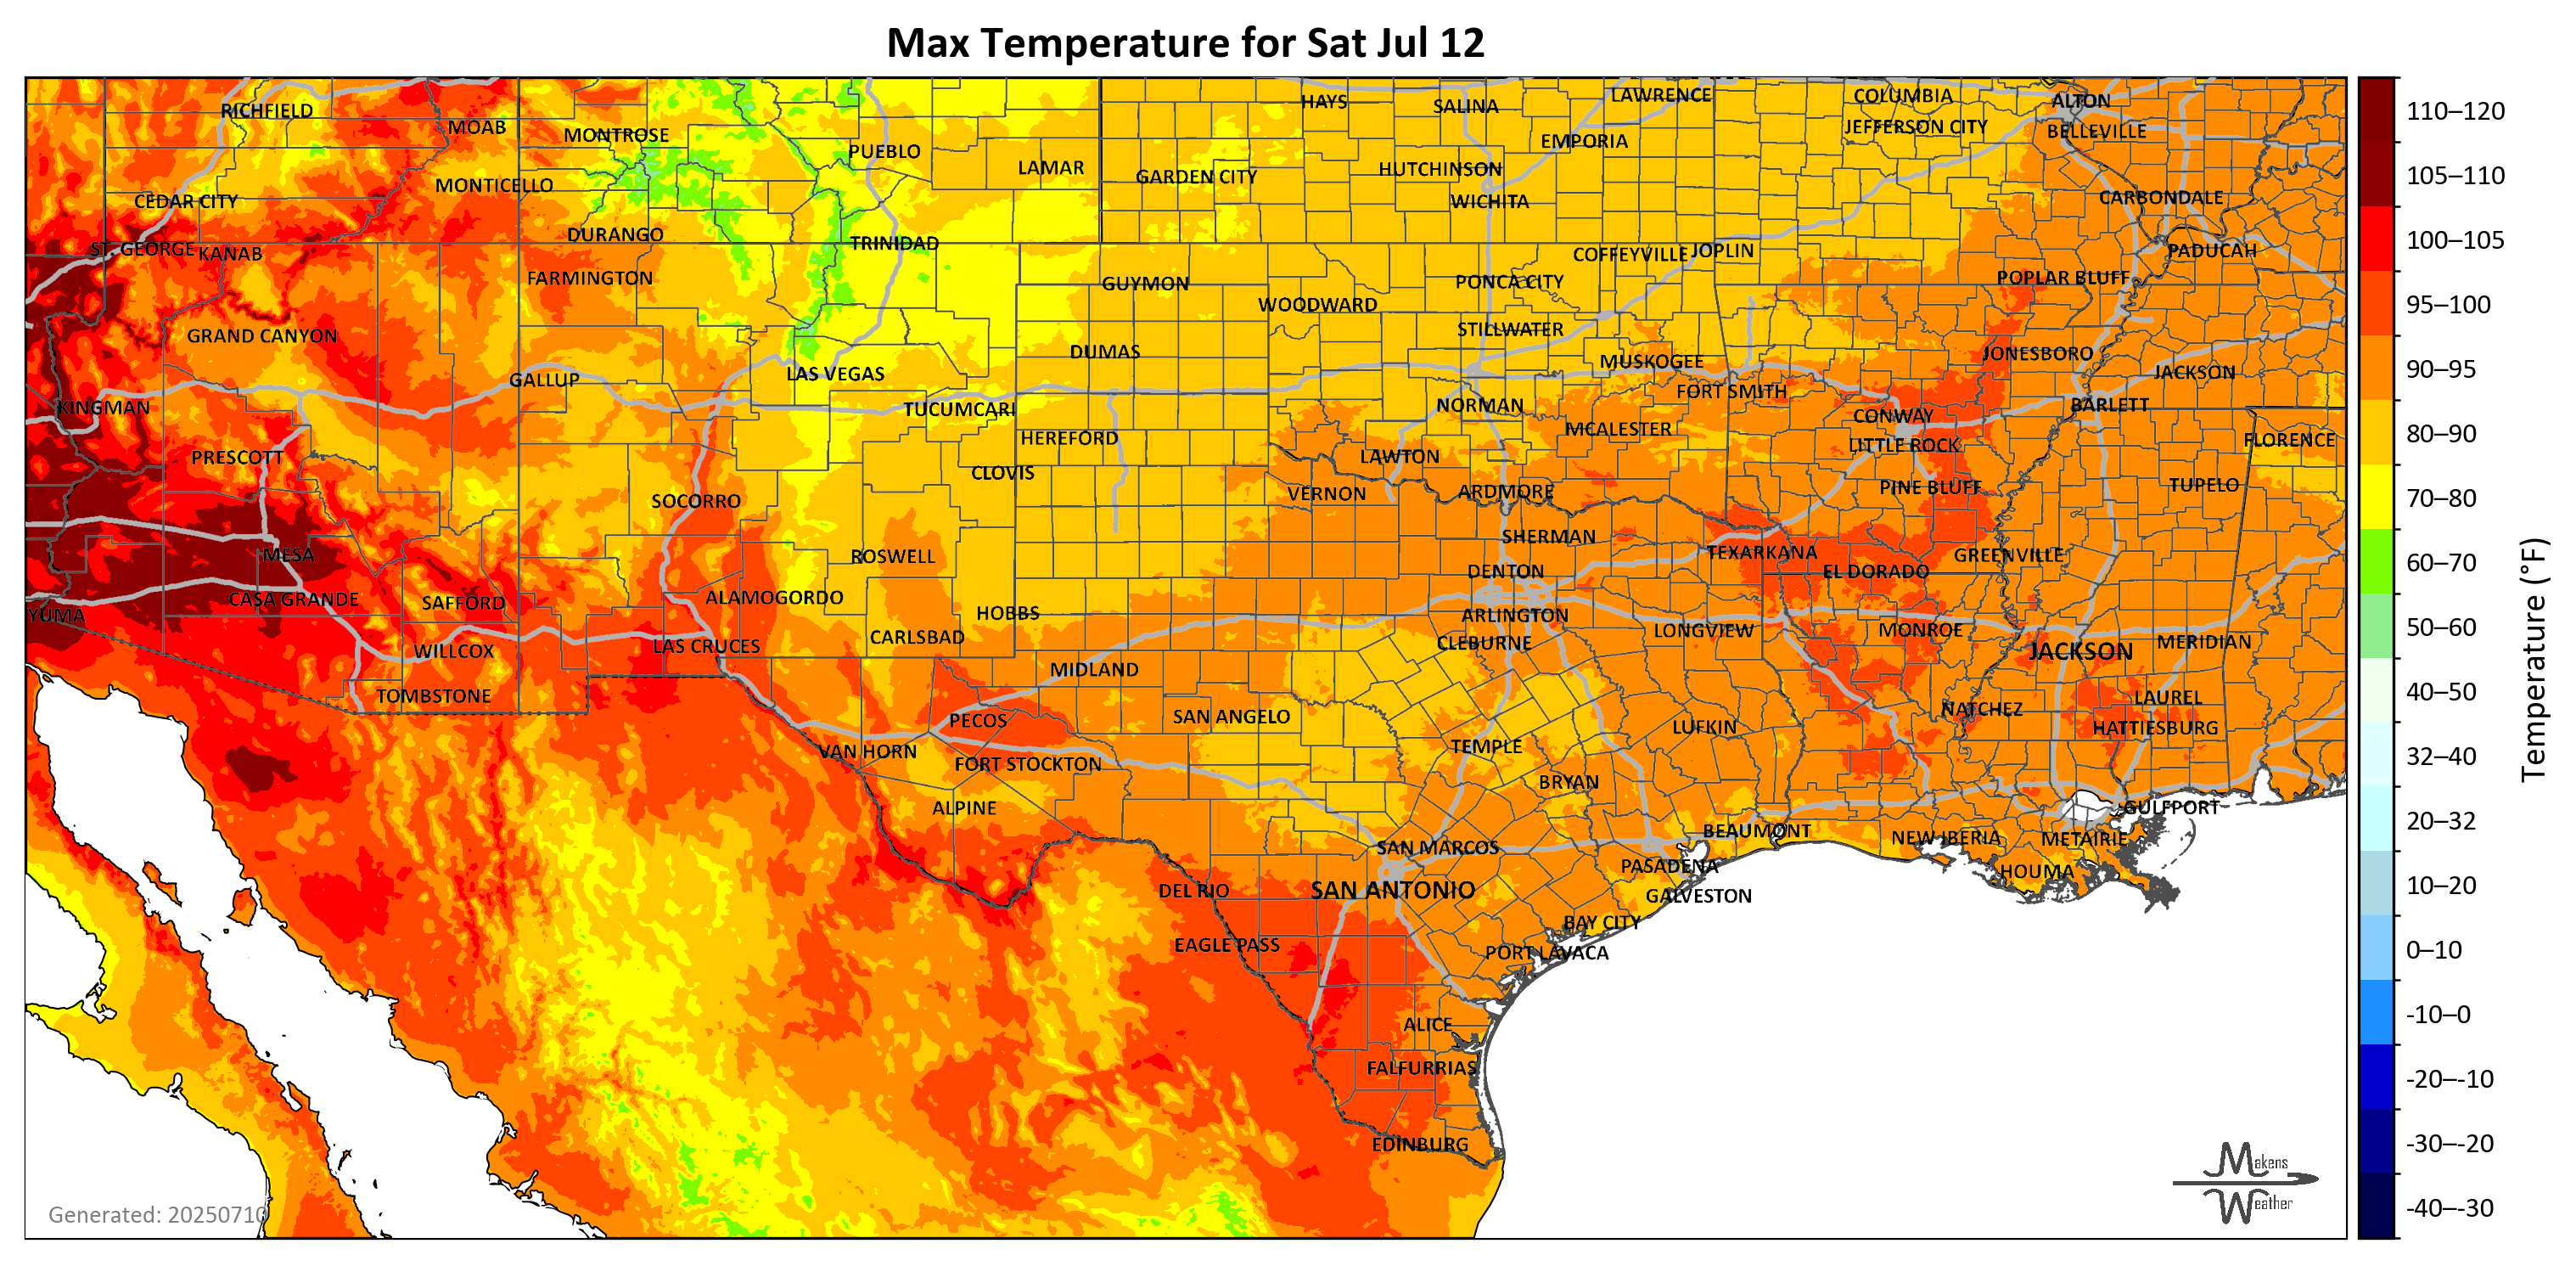 Max Temperature for Sat Jul 12
RICHFIELD
MOAB
MONTROSE
PUEBLO
LAMAR
HAYS
SALINA
LAWRENCE
COLUMBIA
ALTON
EMPORIA
JEFFERSON CITY
BELLEVILLE
MONTICELLO
GARDEN CITY
HUTCHINSON
CEDAR CITY
WICHITA
CARBONDALE
DURANGO
TRINIDAD
ST. GEORGE
KANAB
COFFEYVILLE
JOPLIN
PADUCAH
FARMINGTON
GUYMON
PONCA CITY
POPLAR BLUFF
WOODWARD
GRAND CANYON
STILLWATER
DUMAS
MUSKOGEE
JONESBORO
GALLUP
LAS VEGAS
JACKSON
FORT SMITH
KINGMAN
TUCUMCARI
NORMAN
CONWAY
BARLETT
HEREFORD
MCALESTER
LITTLE ROCK
FLORENCE
PRESCOTT
CLOVIS
LAWTON
SOCORRO
VERNON
ARDMORE
PINE BLUFF
TUPELO
SHERMAN
MESA
ROSWELL
TEXARKANA
GREENVILLE
DENTON
EL DORADO
CASA GRANDE
SAFFORD
ALAMOGORDO
HOBBS
YUMA
ARLINGTON
LAS CRUCES
CARLSBAD
CLEBURNE
LONGVIEW
MONROE
WILLCOX
JACKSON
MERIDIAN
MIDLAND
TOMBSTONE
LAUREL
PECOS
SAN ANGELO
NATCHEZ
LUFKIN
HATTIESBURG
VAN HORN
FORT STOCKTON
TEMPLE
BRYAN
ALPINE
GULFPORT
BEAUMONT
NEW IBERIA
METAIRIE
SAN MARCOS
PASADENA
HOUMA
DEL RIO
SAN ANTONIO
GALVESTON
BAY CITY
EAGLE PASS
PORT LAVACA
ALICE
FALFURRIAS
EDINBURG
Generated: 20250710
Makens
Weather
110–120
105–110
100–105
95–100
90–95
80–90
70–80
60–70
50–60
40–50
32–40
20–32
10–20
0–10
-10–0
-20–-10
-30–-20
-40–-30
Temperature (°F)